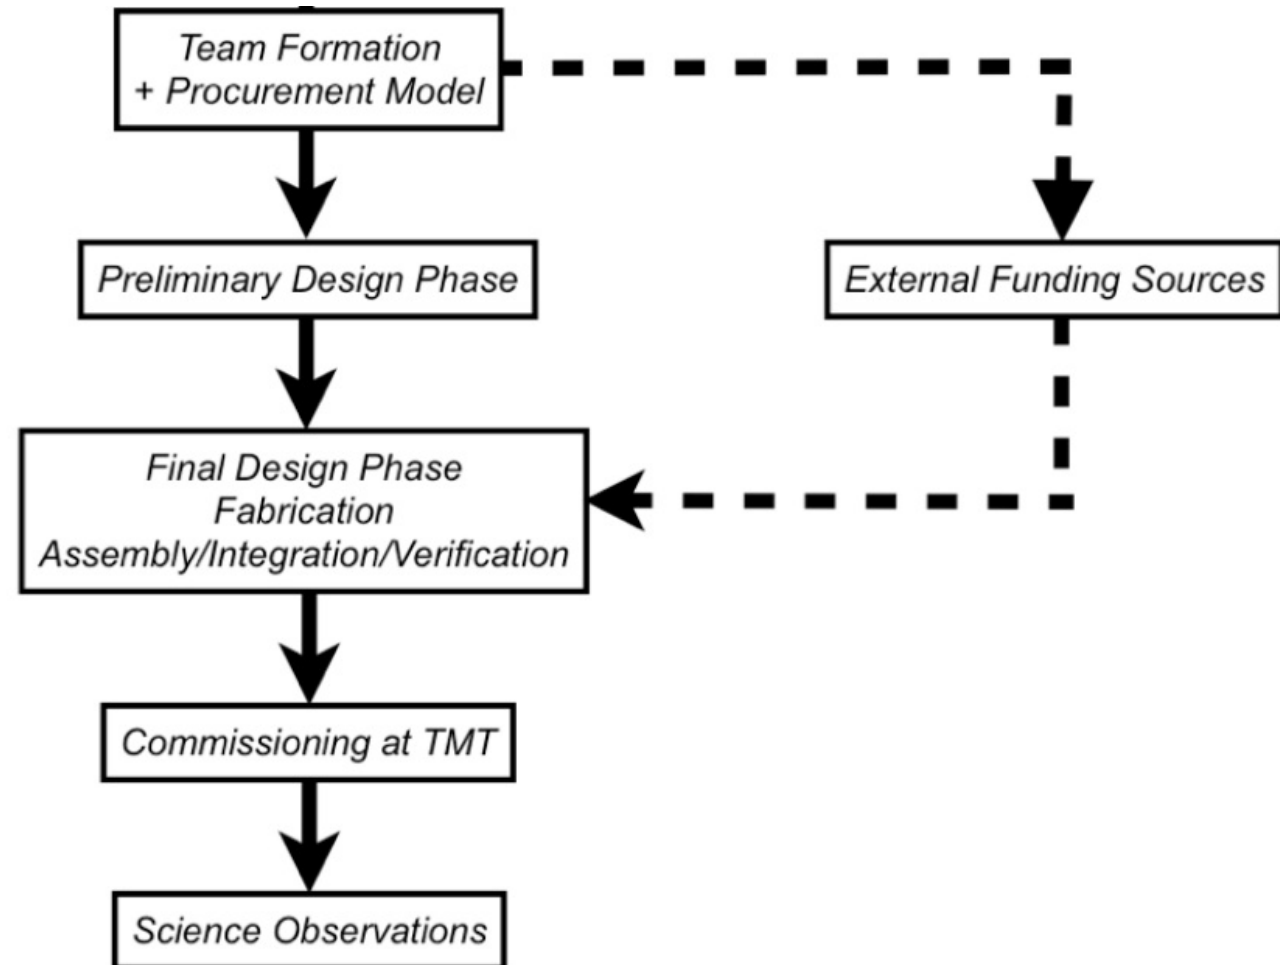 Team Formation
+ Procurement Model
Preliminary Design Phase
External Funding Sources
Final Design Phase
Fabrication
Assembly/Integration/Verification
Commissioning at TMT
Science Observations